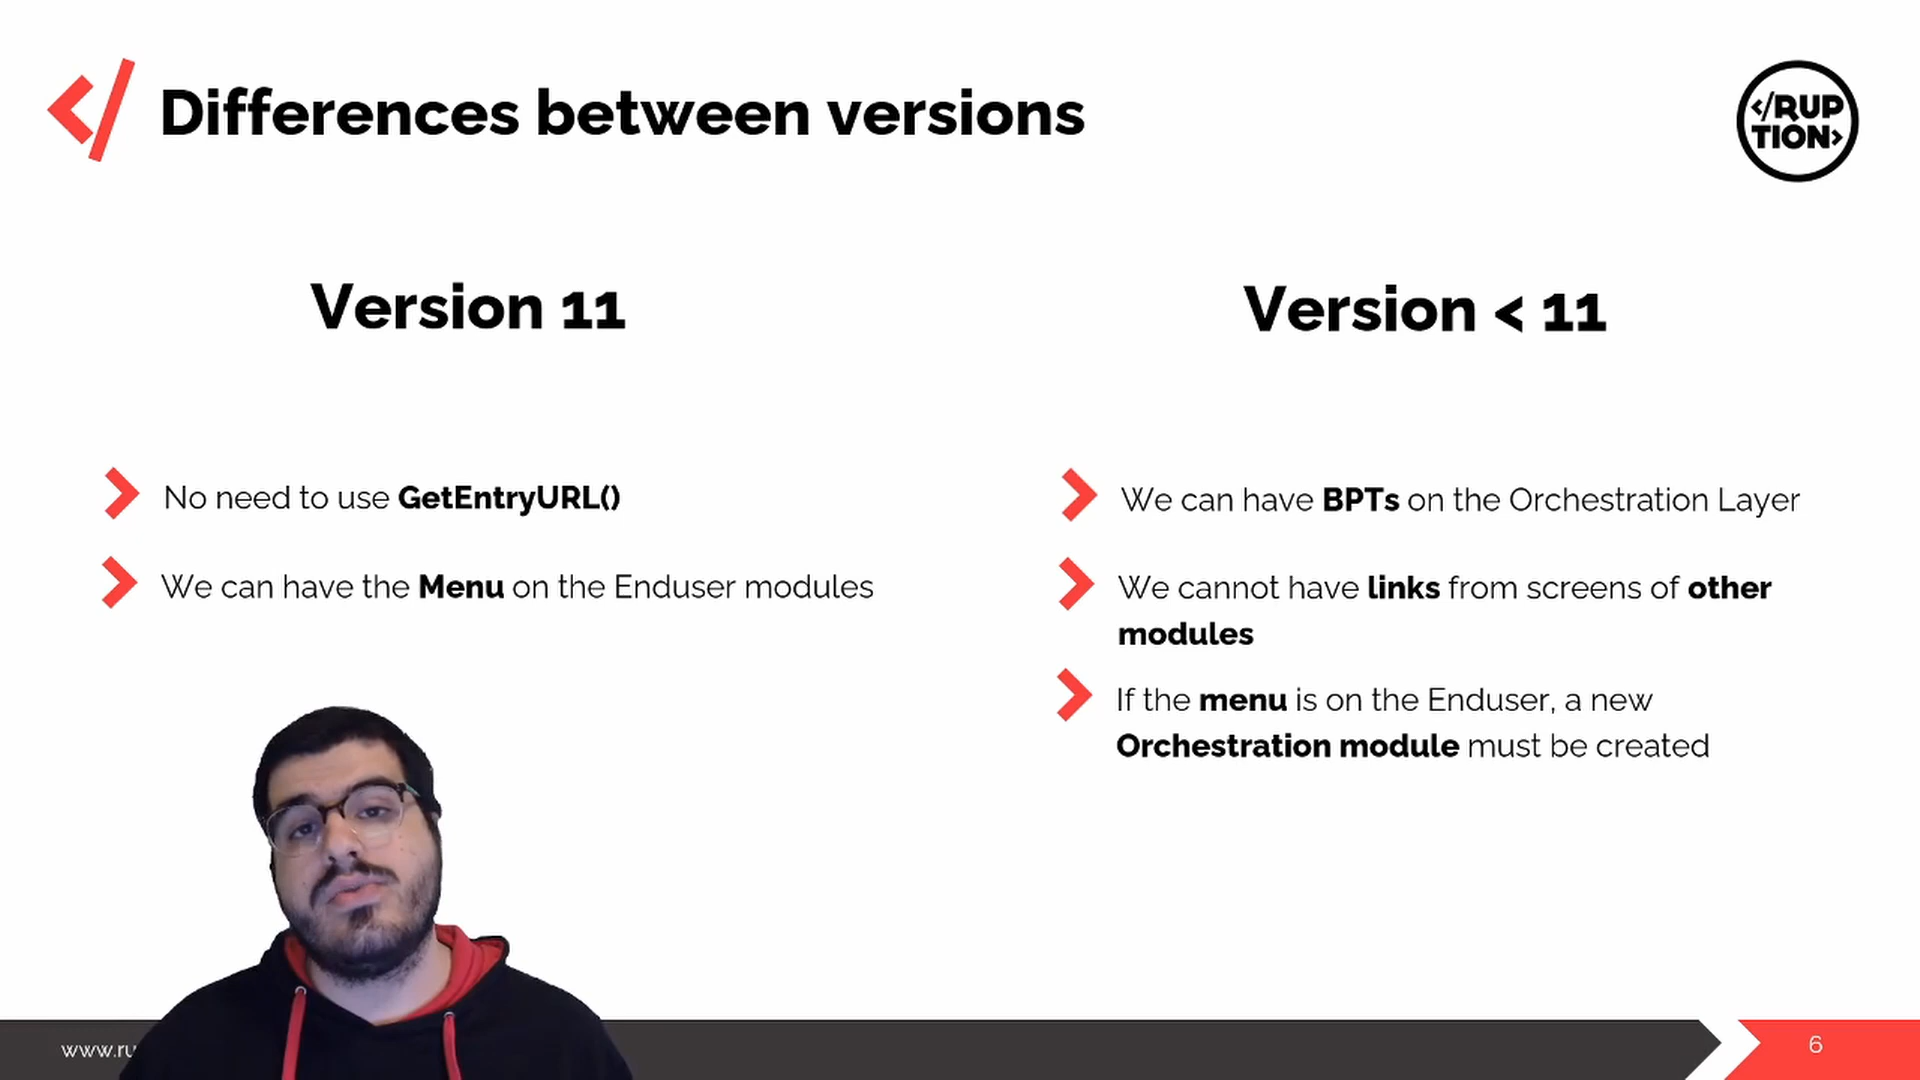 Differences between versions
</RUP
TION>
Version 11
No need to use GetEntryURL()
We can have the Menu on the Enduser modules
Version < 11
We can have BPTs on the Orchestration Layer
We cannot have links from screens of other
modules
If the menu is on the Enduser, a new
Orchestration module must be created
www.ru
6